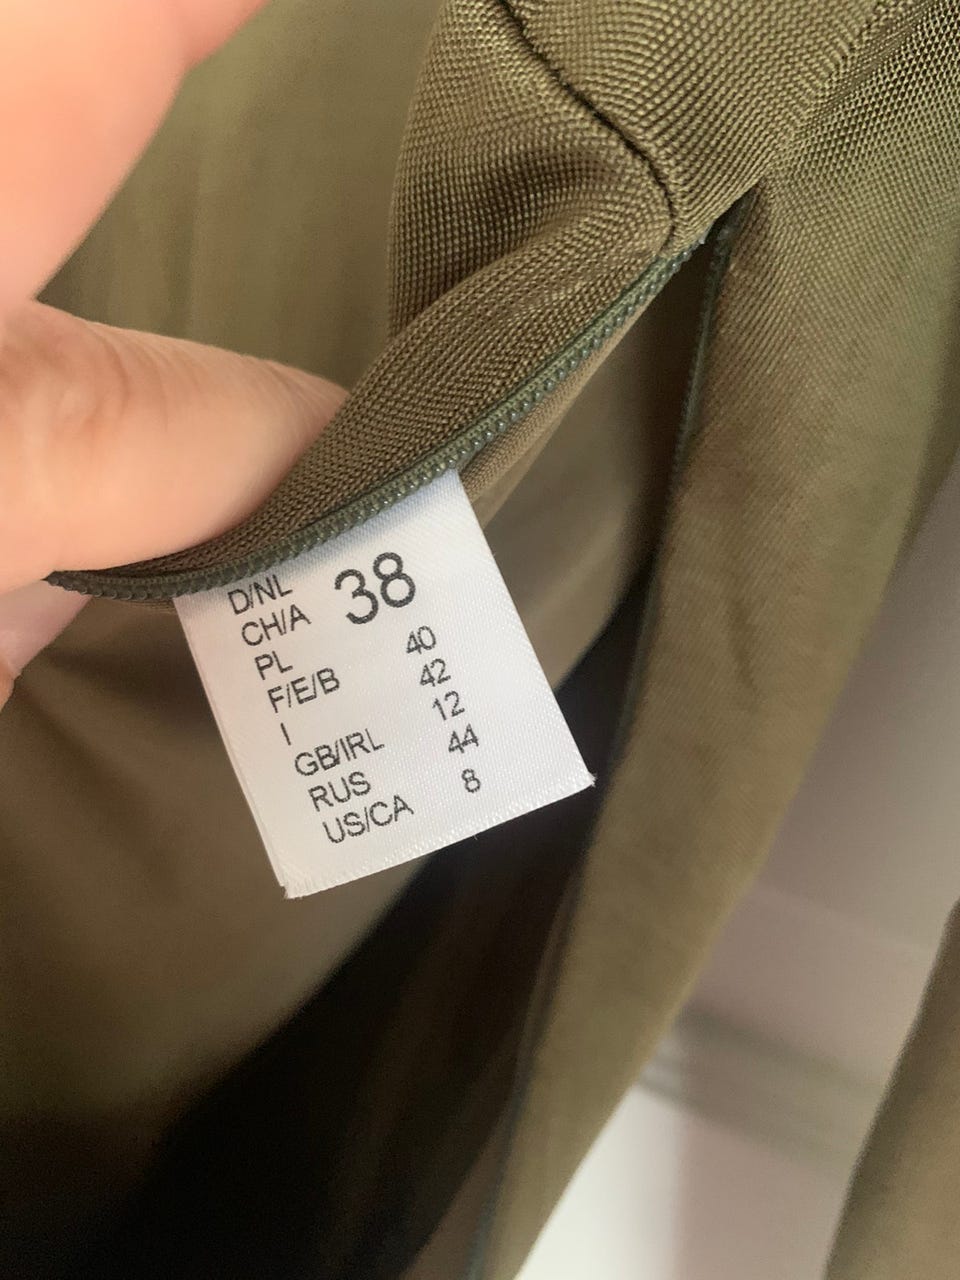 D/NL
CH/A 38
PL
F/E/B 40
I 42
GB/IRL 12
RUS 44
US/CA 8